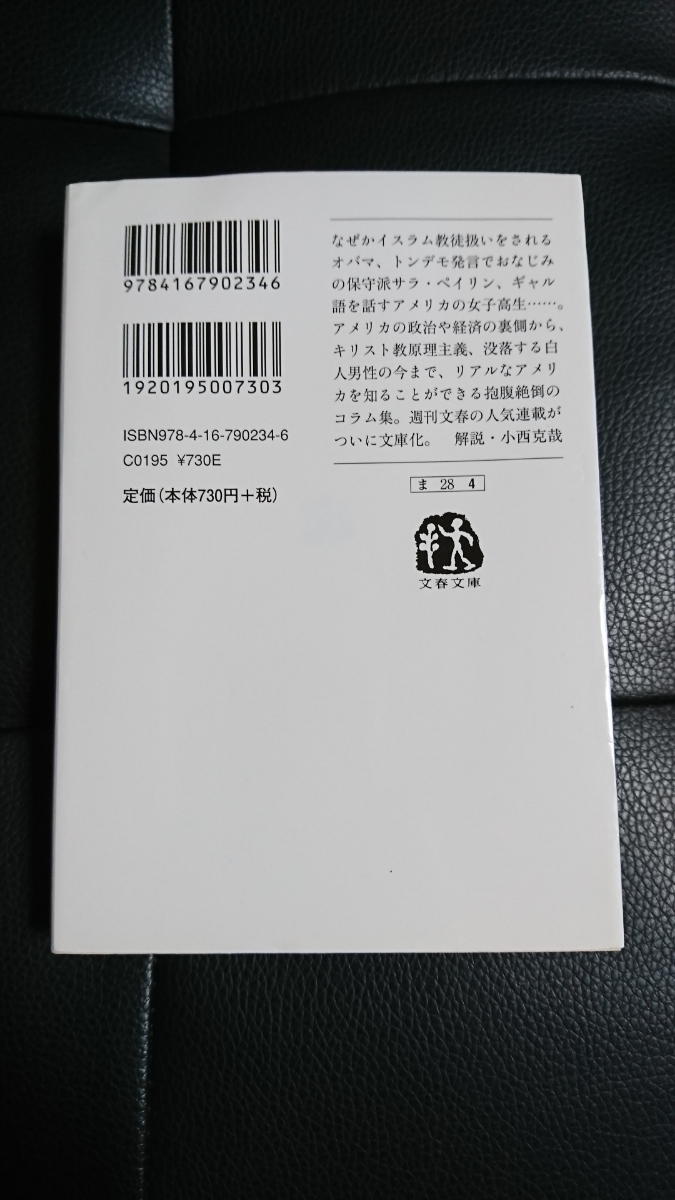 9784167902346
1920195007303
ISBN978-4-16-790234-6
C0195 ¥730E
定価(本体730円+税)
なぜかイスラム教徒扱いをされる
オバマ、トンデモ発言でおなじみ
の保守派サラ・ペイリン、ギャル
語を話すアメリカの女子高生……。
アメリカの政治や経済の裏側から、
キリスト教原理主義、没落する白
人男性の今まで、リアルなアメリ
カを知ることができる抱腹絶倒の
コラム集。週刊文春の人気連載が
ついに文庫化。 解説・小西克哉
ま 28 4
文春文庫